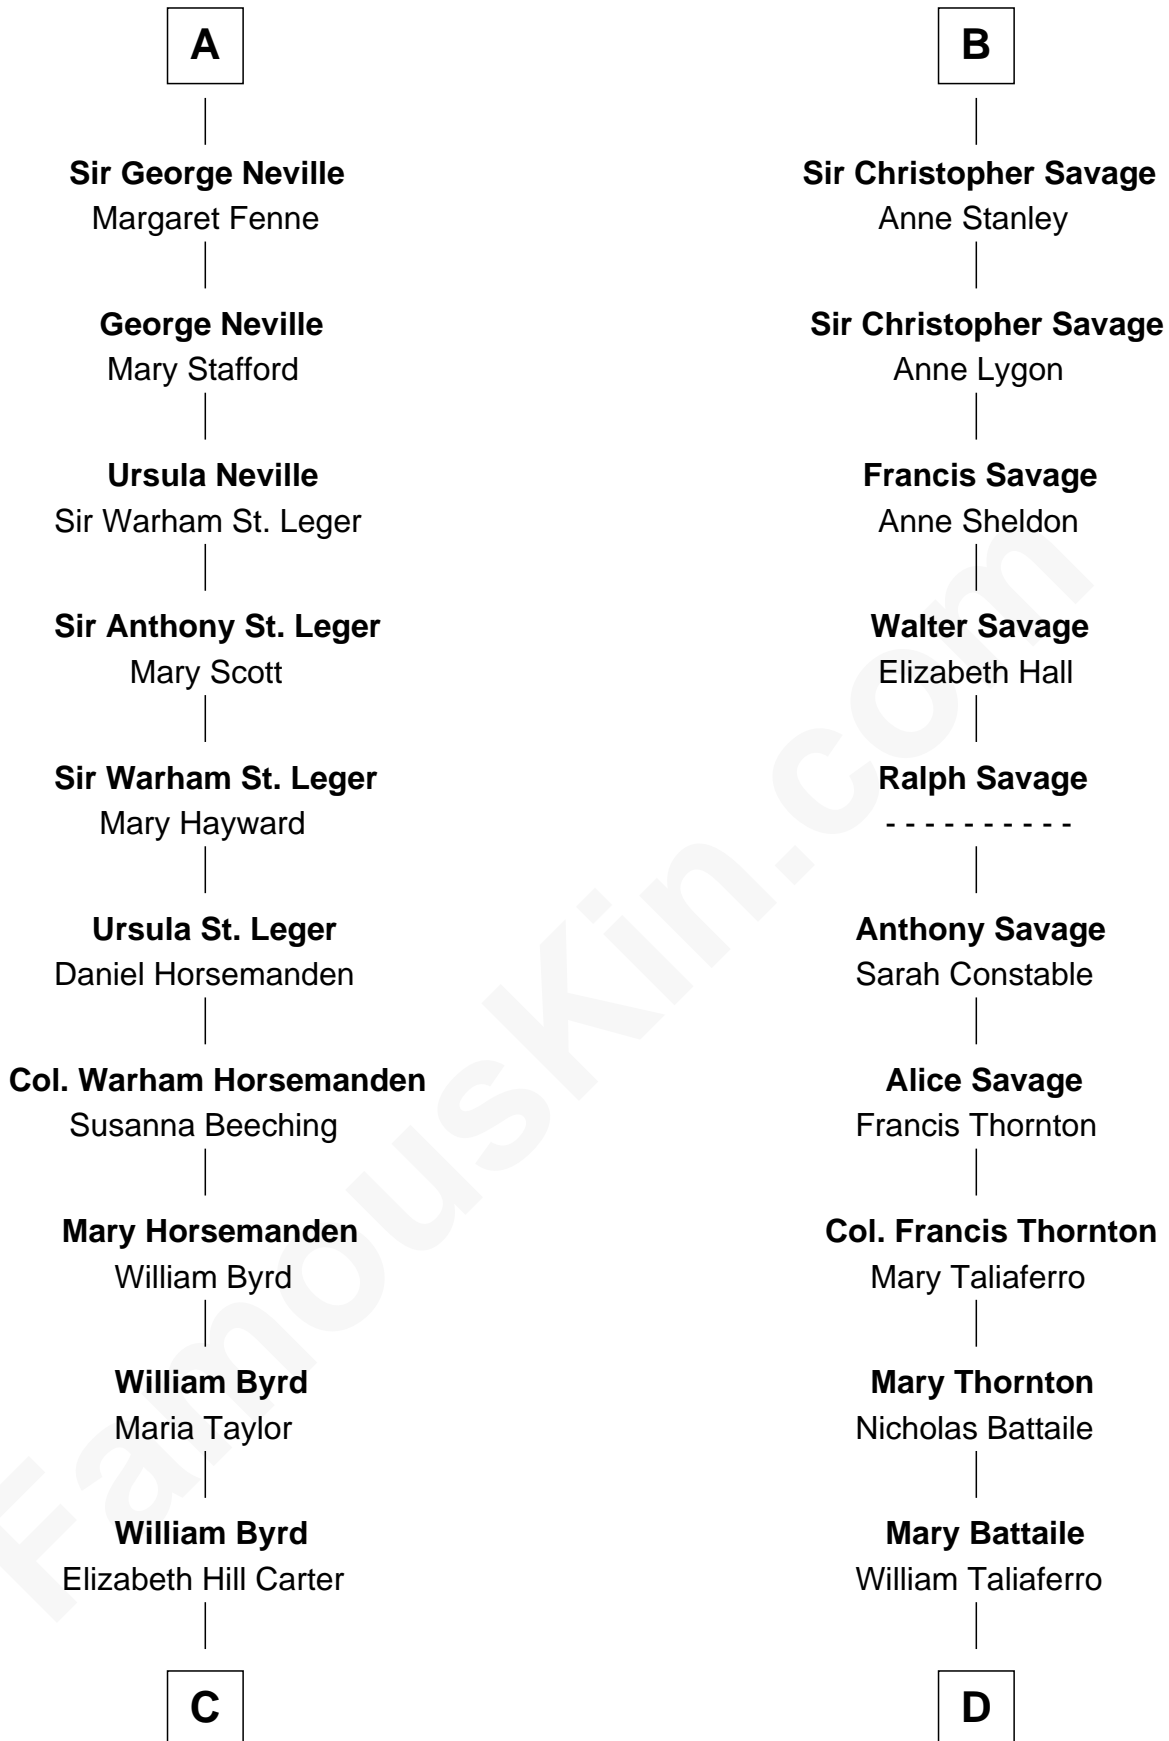 A
Sir George Neville
Margaret Fenne
George Neville
Mary Stafford
Ursula Neville
Sir Warham St. Leger
Sir Anthony St. Leger
Mary Scott
Sir Warham St. Leger
Mary Hayward
Ursula St. Leger
Daniel Horsemanden
Col. Warham Horsemanden
Susanna Beeching
Mary Horsemanden
William Byrd
William Byrd
Maria Taylor
William Byrd
Elizabeth Hill Carter
C
B
Sir Christopher Savage
Anne Stanley
Sir Christopher Savage
Anne Lygon
Francis Savage
Anne Sheldon
Walter Savage
Elizabeth Hall
Ralph Savage
- - - - - - - - - -
Anthony Savage
Sarah Constable
Alice Savage
Francis Thornton
Col. Francis Thornton
Mary Taliaferro
Mary Thornton
Nicholas Battaile
Mary Battaile
William Taliaferro
D
FamousKin.com